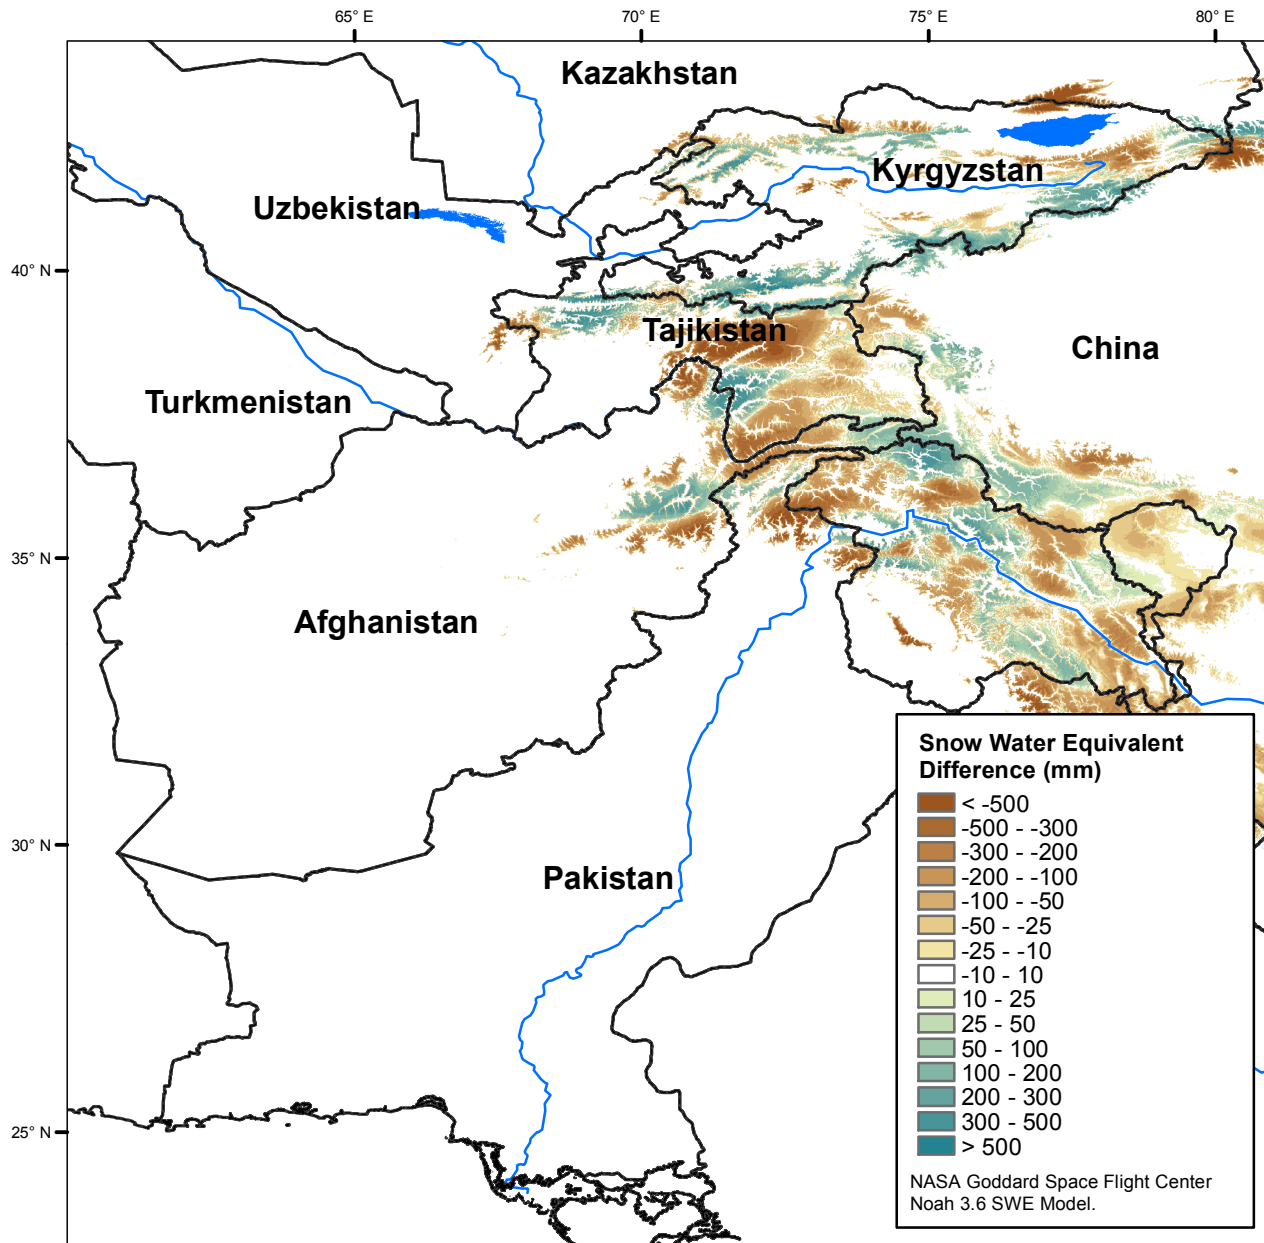 65° E
70° E
75° E
80° E
Kazakhstan
Kyrgyzstan
Uzbekistan
40° N
Tajikistan
China
Turkmenistan
35° N
Afghanistan
Snow Water Equivalent
Difference (mm)
< -500
-500 - -300
-300 - -200
-200 - -100
-100 - -50
-50 - -25
-25 - -10
-10 - 10
10 - 25
25 - 50
50 - 100
100 - 200
200 - 300
300 - 500
> 500
NASA Goddard Space Flight Center
Noah 3.6 SWE Model.
30° N
Pakistan
25° N